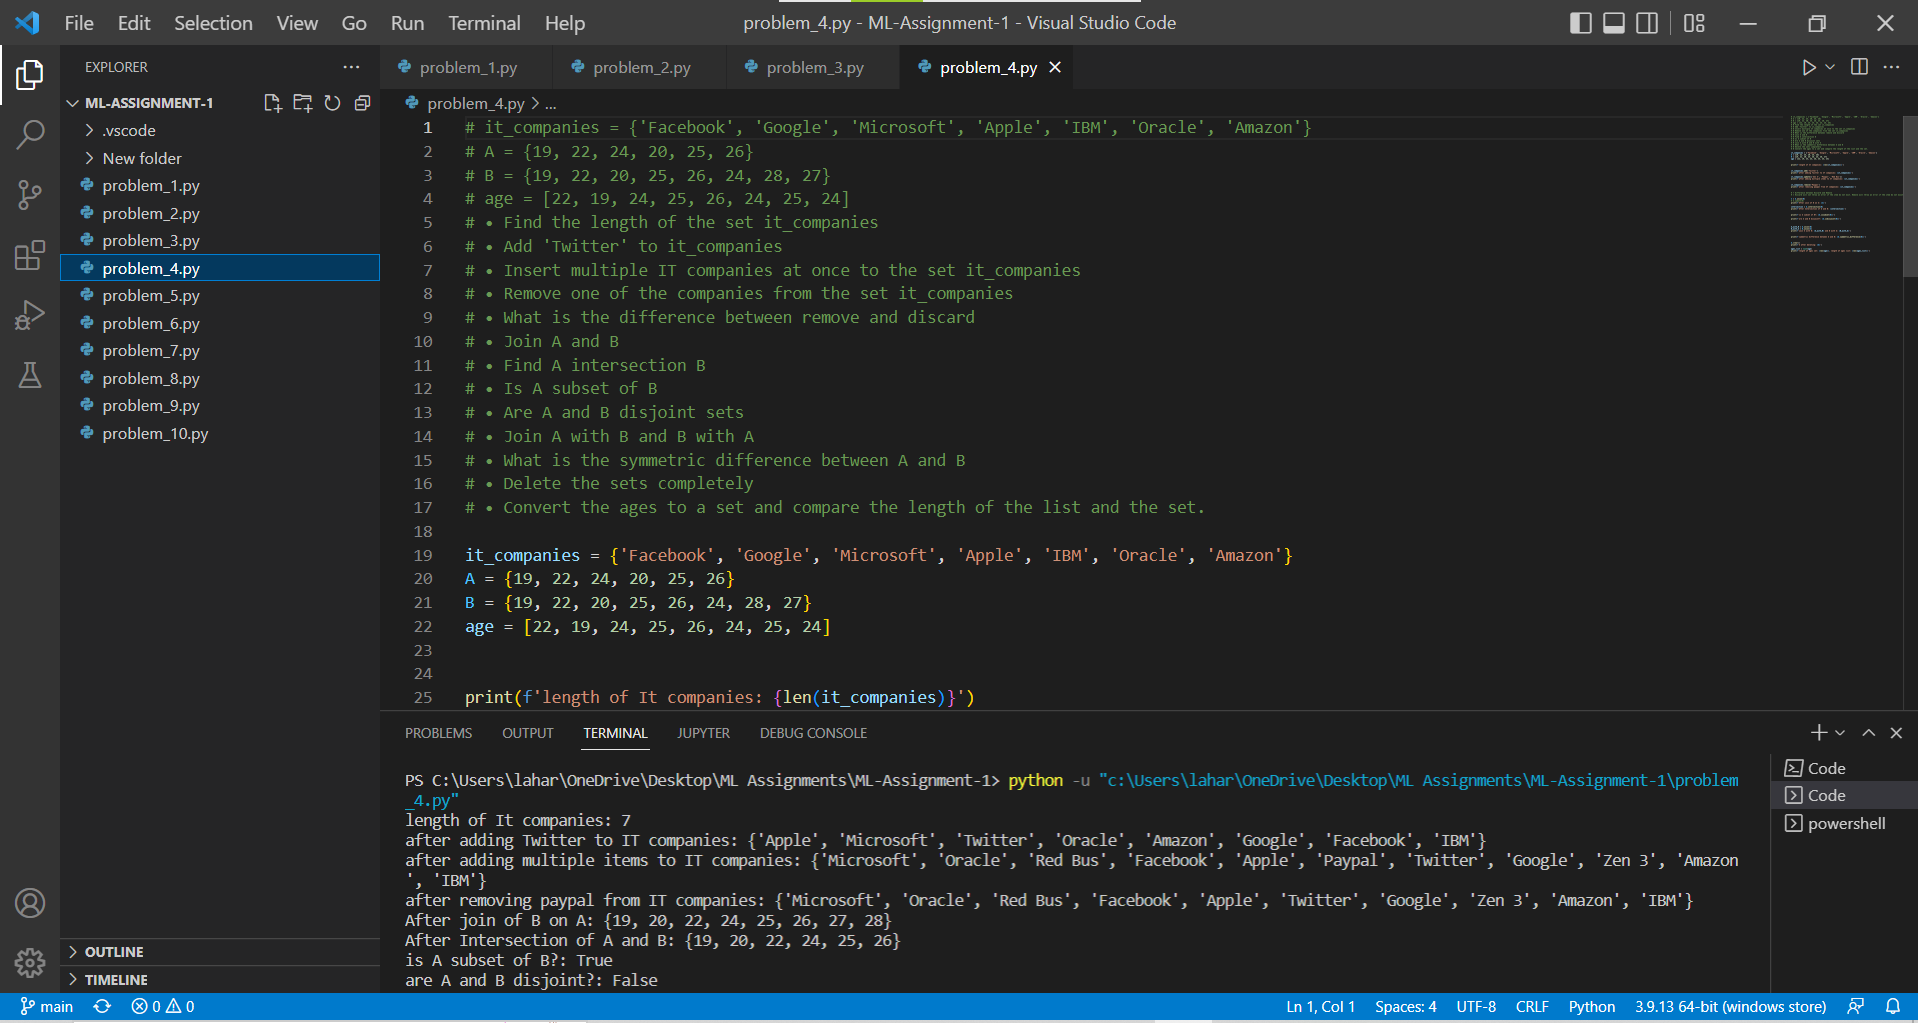 File Edit Selection View Go Run Terminal Help
problem_4.py - ML-Assignment-1 - Visual Studio Code
EXPLORER
ML-ASSIGNMENT-1
.vscode
New folder
problem_1.py
problem_2.py
problem_3.py
problem_4.py
problem_5.py
problem_6.py
problem_7.py
problem_8.py
problem_9.py
problem_10.py
OUTLINE
TIMELINE
problem_1.py problem_2.py problem_3.py problem_4.py
problem_4.py > ...
1 # it_companies = {'Facebook', 'Google', 'Microsoft', 'Apple', 'IBM', 'Oracle', 'Amazon'}
2 # A = {19, 22, 24, 20, 25, 26}
3 # B = {19, 22, 20, 25, 26, 24, 28, 27}
4 # age = [22, 19, 24, 25, 26, 24, 25, 24]
5 # • Find the length of the set it_companies
6 # • Add 'Twitter' to it_companies
7 # • Insert multiple IT companies at once to the set it_companies
8 # • Remove one of the companies from the set it_companies
9 # • What is the difference between remove and discard
10 # • Join A and B
11 # • Find A intersection B
12 # • Is A subset of B
13 # • Are A and B disjoint sets
14 # • Join A with B and B with A
15 # • What is the symmetric difference between A and B
16 # • Delete the sets completely
17 # • Convert the ages to a set and compare the length of the list and the set.
18
19 it_companies = {'Facebook', 'Google', 'Microsoft', 'Apple', 'IBM', 'Oracle', 'Amazon'}
20 A = {19, 22, 24, 20, 25, 26}
21 B = {19, 22, 20, 25, 26, 24, 28, 27}
22 age = [22, 19, 24, 25, 26, 24, 25, 24]
23
24
25 print(f'length of It companies: {len(it_companies)}')
PROBLEMS OUTPUT TERMINAL JUPYTER DEBUG CONSOLE
PS C:\Users\lahar\OneDrive\Desktop\ML Assignments\ML-Assignment-1> python -u "c:\Users\lahar\OneDrive\Desktop\ML Assignments\ML-Assignment-1\problem
_4.py"
length of It companies: 7
after adding Twitter to IT companies: {'Apple', 'Microsoft', 'Twitter', 'Oracle', 'Amazon', 'Google', 'Facebook', 'IBM'}
after adding multiple items to IT companies: {'Microsoft', 'Oracle', 'Red Bus', 'Facebook', 'Apple', 'Paypal', 'Twitter', 'Google', 'Zen 3', 'Amazon
', 'IBM'}
after removing paypal from IT companies: {'Microsoft', 'Oracle', 'Red Bus', 'Facebook', 'Apple', 'Twitter', 'Google', 'Zen 3', 'Amazon', 'IBM'}
After join of B on A: {19, 20, 22, 24, 25, 26, 27, 28}
After Intersection of A and B: {19, 20, 22, 24, 25, 26}
is A subset of B?: True
are A and B disjoint?: False
Code
Code
powershell
main 0 0 Ln 1, Col 1 Spaces: 4 UTF-8 CRLF Python 3.9.13 64-bit (windows store)